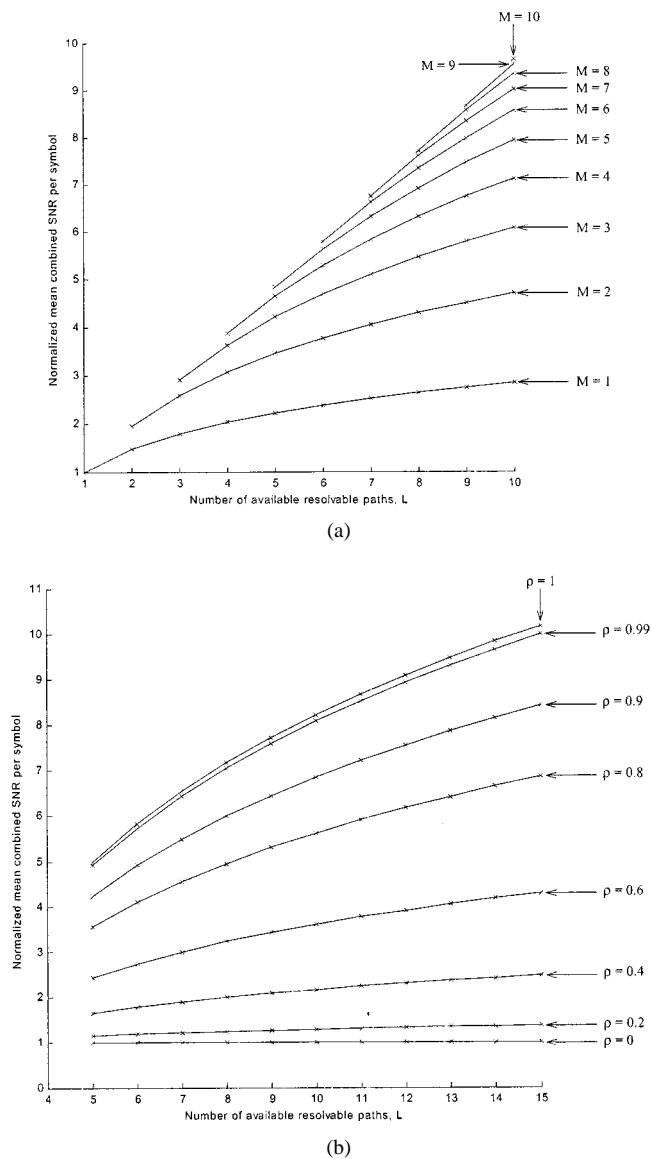 M = 10
10
M = 9
M = 8
M = 7
9
M = 6
M = 5
8
M = 4
7
M = 3
6
M = 2
5
4
M = 1
3
2
1
Normalized mean combined SNR per symbol
1 2 3 4 5 6 7 8 9 10
Number of available resolvable paths, L
(a)
11
ρ = 1
10
ρ = 0.99
9
ρ = 0.9
8
7
ρ = 0.8
6
5
ρ = 0.6
4
3
ρ = 0.4
2
ρ = 0.2
1
ρ = 0
0
Normalized mean combined SNR per symbol
4 5 6 7 8 9 10 11 12 13 14 15
Number of available resolvable paths, L
(b)